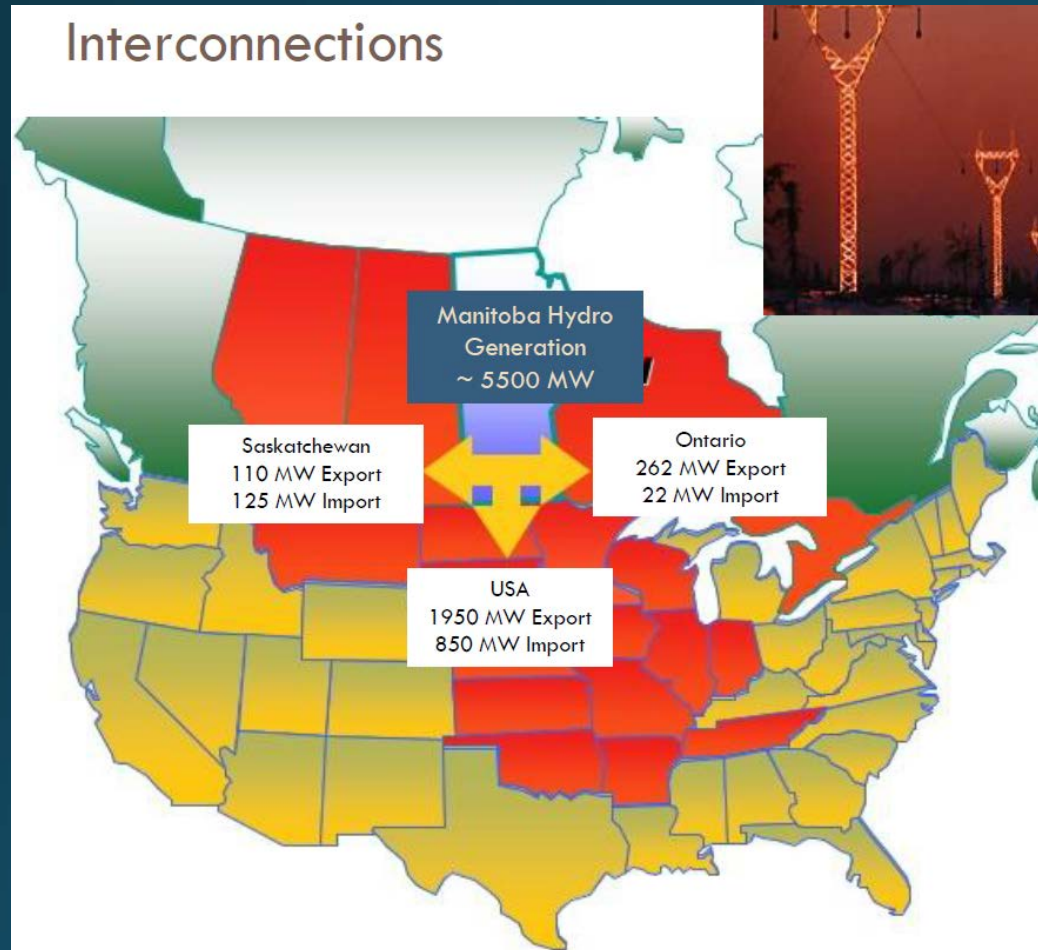 Interconnections
Manitoba Hydro
Generation
~ 5500 MW
Saskatchewan
110 MW Export
125 MW Import
Ontario
262 MW Export
22 MW Import
USA
1950 MW Export
850 MW Import